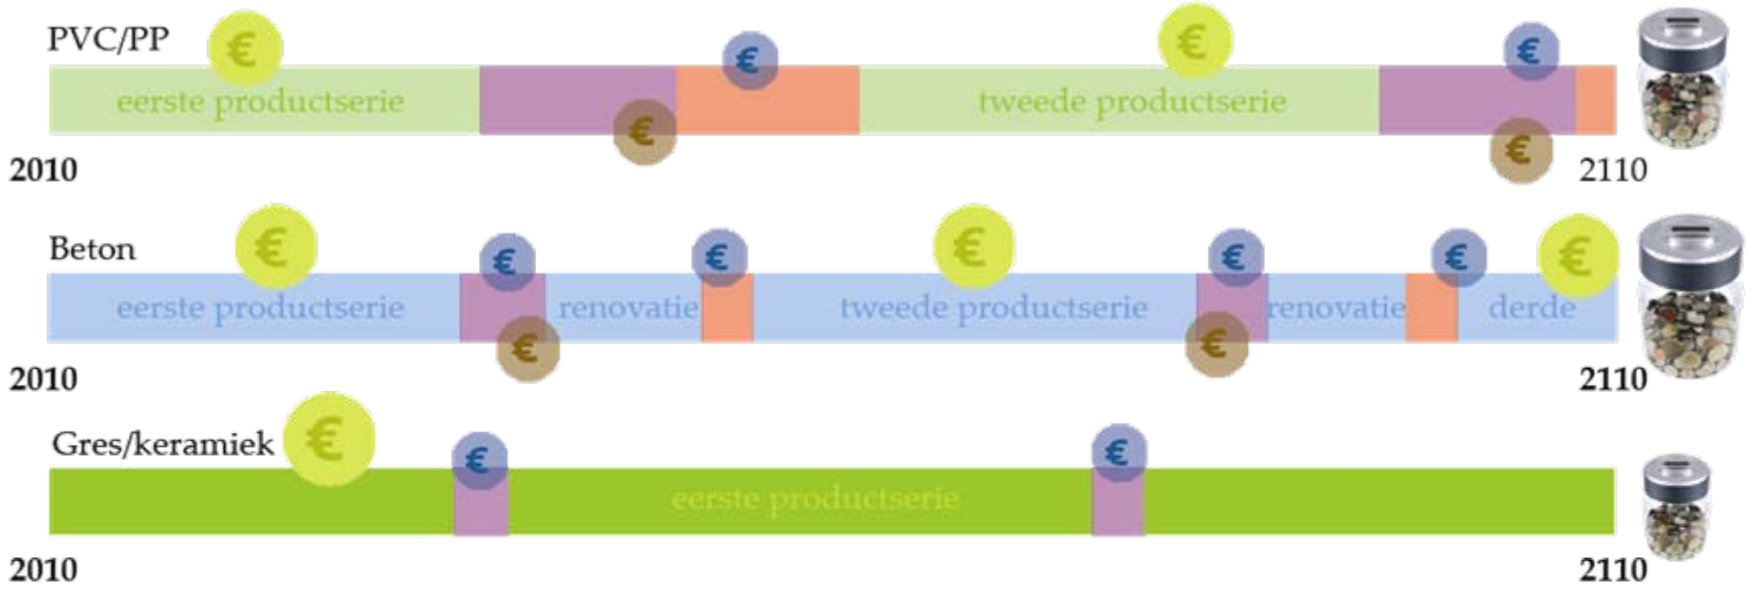 PVC/PP
€ € € €
eerste productserie tweede productserie
€ €
2010 2110
Beton
€ € € € € € €
eerste productserie renovatie tweede productserie renovatie derde
€ €
2010 2110
Gres/keramiek
€ € €
eerste productserie
2010 2110